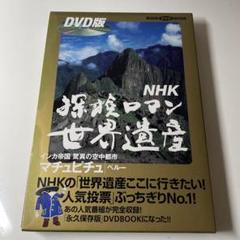 DVD版
NHK
探検ロマン
世界遺産
インカ帝国 驚異の空中都市
マチュピチュ ペルー
NHKの「世界遺産ここに行きたい!
人気投票」ぶっちぎりNo.1!
あの人気番組が完全収録!
「永久保存版」DVDBOOKになった!!